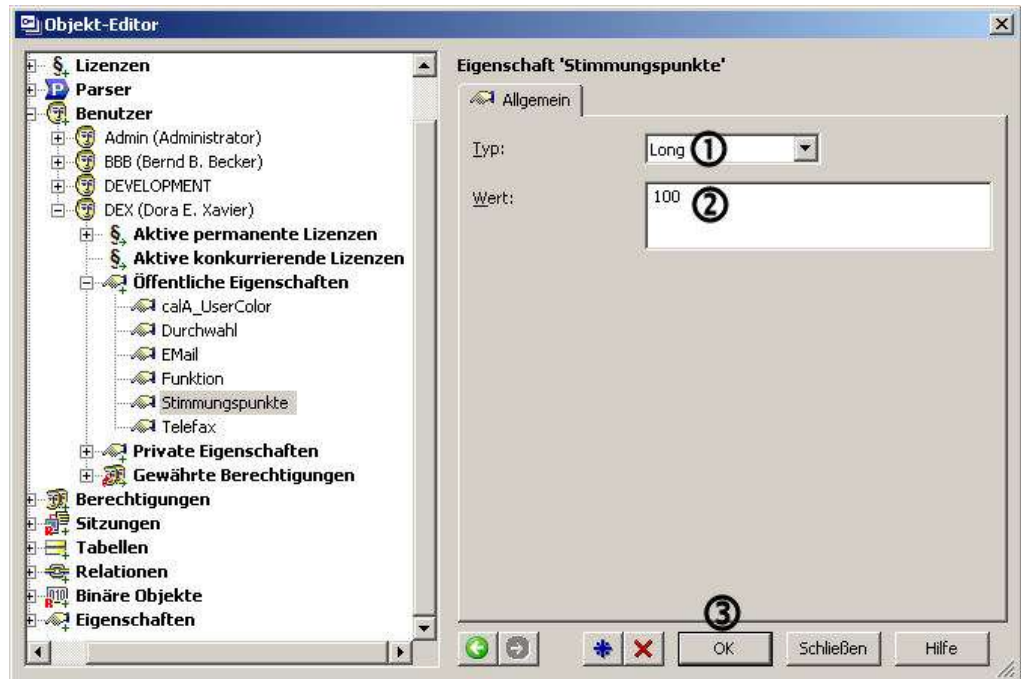 Objekt-Editor
§ Lizenzen
P Parser
Benutzer
Admin (Administrator)
BBB (Bernd B. Becker)
DEVELOPMENT
DEX (Dora E. Xavier)
§ Aktive permanente Lizenzen
§ Aktive konkurrierende Lizenzen
Öffentliche Eigenschaften
calA_UserColor
Durchwahl
EMail
Funktion
Stimmungspunkte
Telefax
Private Eigenschaften
Gewährte Berechtigungen
Berechtigungen
Sitzungen
Tabellen
Relationen
Binäre Objekte
Eigenschaften
Eigenschaft 'Stimmungspunkte'
Allgemein
Typ:
Long ①
Wert:
100 ②
③
OK
Schließen
Hilfe